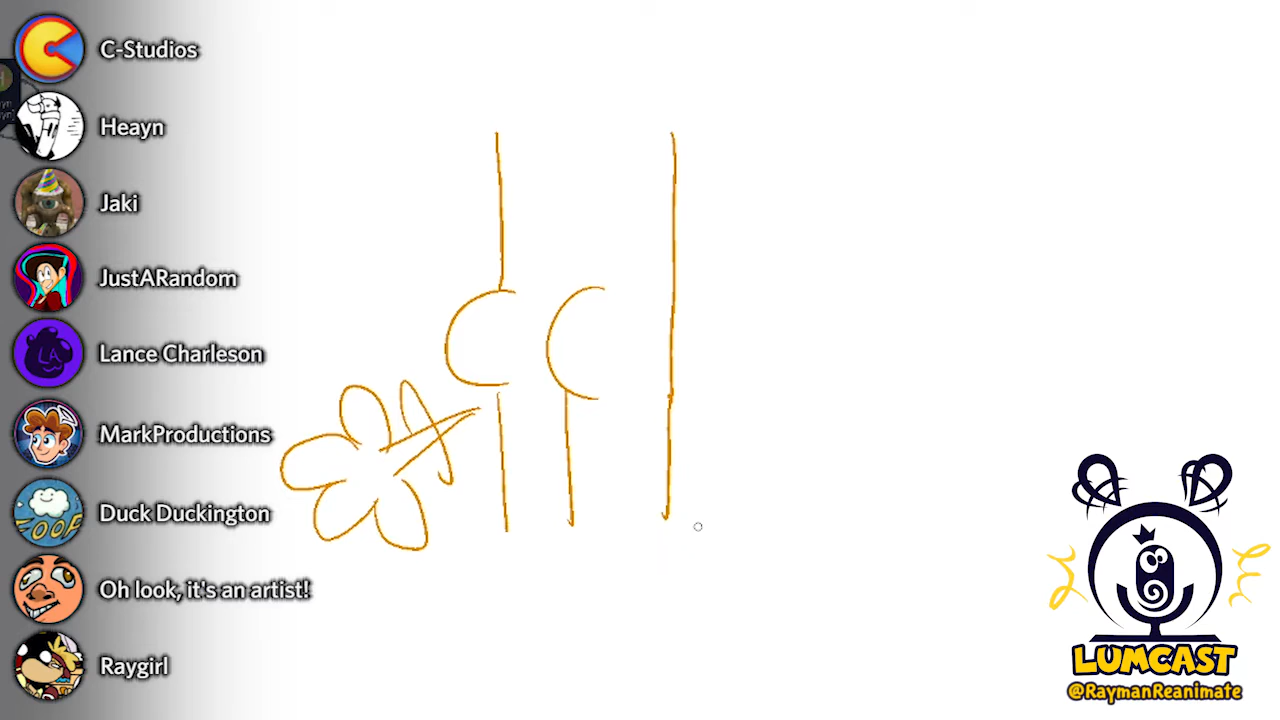 C-Studios
Heayn
Jaki
JustARandom
Lance Charleson
MarkProductions
Duck Duckington
Oh look, it's an artist!
Raygirl
LUMCAST
@RaymanReanimate